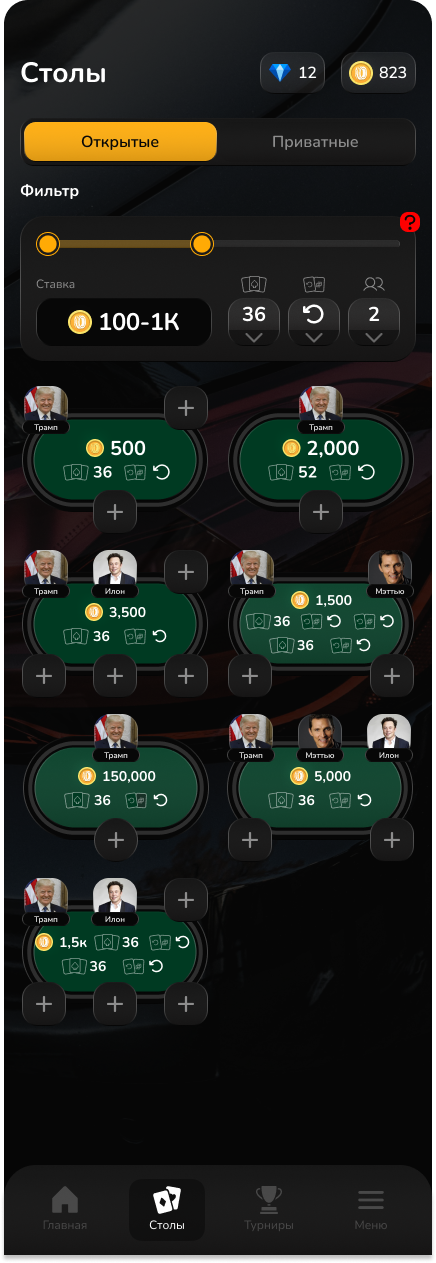 Столы
12
823
Открытые
Приватные
Фильтр
?
Ставка
100-1К
36
2
Трамп
500
36
Трамп
2,000
52
Трамп
Илон
3,500
36
Трамп
Мэттью
1,500
36
36
Трамп
150,000
36
Трамп
Мэттью
Илон
5,000
36
Трамп
Илон
1,5к
36
36
Главная
Столы
Турниры
Меню